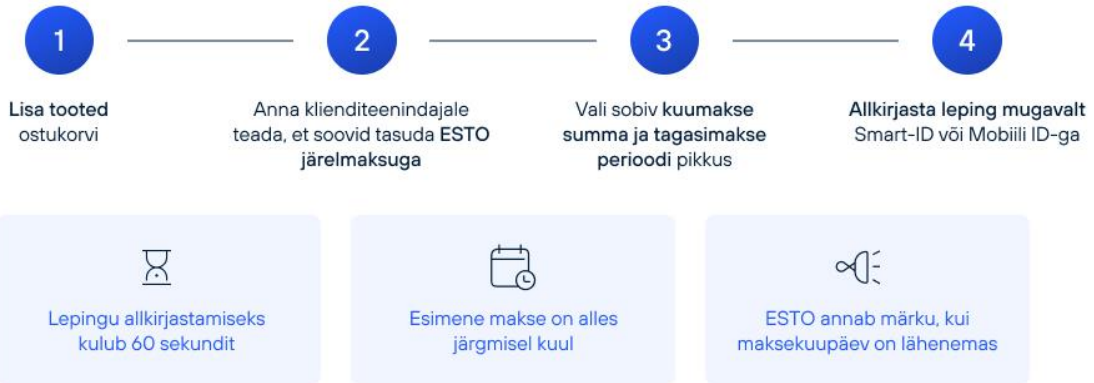 1
Lisa tooted
ostukorvi
2
Anna klienditeenindajale
teada, et soovid tasuda ESTO
järelmaksuga
3
Vali sobiv kuumakse
summa ja tagasimakse
perioodi pikkus
4
Allkirjasta leping mugavalt
Smart-ID või Mobiili ID-ga
Lepingu allkirjastamiseks
kulub 60 sekundit
Esimene makse on alles
järgmisel kuul
ESTO annab märku, kui
maksekuupäev on lähenemas